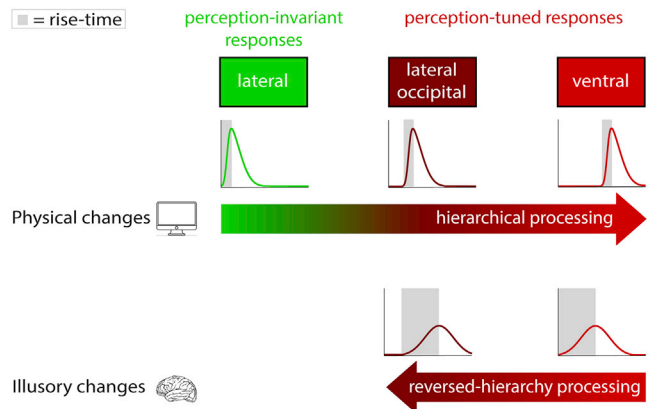 = rise-time
perception-invariant
responses
perception-tuned responses
lateral
lateral
occipital
ventral
Physical changes
hierarchical processing
Illusory changes
reversed-hierarchy processing